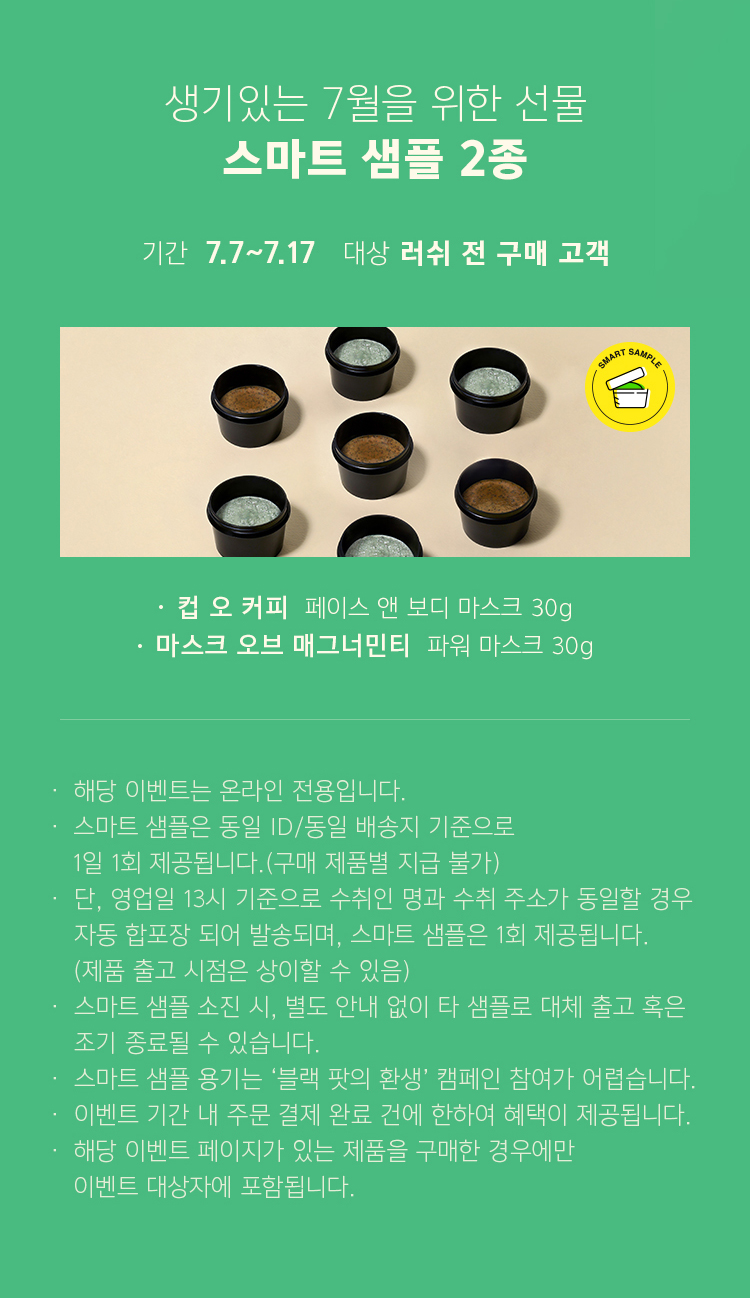 생기있는 7월을 위한 선물
스마트 샘플 2종
기간 7.7~7.17 대상 러쉬 전 구매 고객
SMART SAMPLE
· 컵 오 커피 페이스 앤 보디 마스크 30g
· 마스크 오브 매그너민티 파워 마스크 30g
· 해당 이벤트는 온라인 전용입니다.
· 스마트 샘플은 동일 ID/동일 배송지 기준으로
1일 1회 제공됩니다.(구매 제품별 지급 불가)
· 단, 영업일 13시 기준으로 수취인 명과 수취 주소가 동일할 경우
자동 합포장 되어 발송되며, 스마트 샘플은 1회 제공됩니다.
(제품 출고 시점은 상이할 수 있음)
· 스마트 샘플 소진 시, 별도 안내 없이 타 샘플로 대체 출고 혹은
조기 종료될 수 있습니다.
· 스마트 샘플 용기는 ‘블랙 팟의 환생’ 캠페인 참여가 어렵습니다.
· 이벤트 기간 내 주문 결제 완료 건에 한하여 혜택이 제공됩니다.
· 해당 이벤트 페이지가 있는 제품을 구매한 경우에만
이벤트 대상자에 포함됩니다.